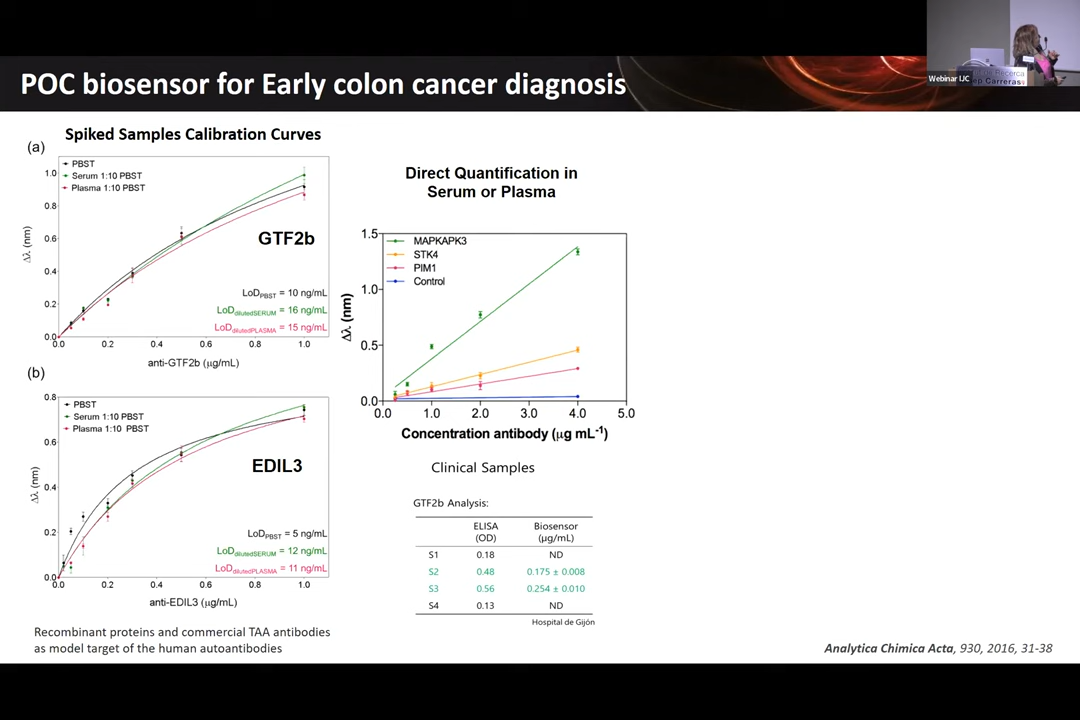 POC biosensor for Early colon cancer diagnosis
Webinar IJC
de Recerca
ep Carreras
Spiked Samples Calibration Curves
(a)
PBST
Serum 1:10 PBST
Plasma 1:10 PBST
1.0
0.8
0.6
0.4
0.2
0.0
Δλ (nm)
GTF2b
LoDPBST = 10 ng/mL
LoDdilutedSERUM = 16 ng/mL
LoDdilutedPLASMA = 15 ng/mL
0.0 0.2 0.4 0.6 0.8 1.0
anti-GTF2b (μg/mL)
(b)
PBST
Serum 1:10 PBST
Plasma 1:10 PBST
0.8
0.6
0.4
0.2
0.0
Δλ (nm)
EDIL3
LoDPBST = 5 ng/mL
LoDdilutedSERUM = 12 ng/mL
LoDdilutedPLASMA = 11 ng/mL
0.0 0.2 0.4 0.6 0.8 1.0
anti-EDIL3 (μg/mL)
Recombinant proteins and commercial TAA antibodies
as model target of the human autoantibodies
Direct Quantification in
Serum or Plasma
MAPKAPK3
STK4
PIM1
Control
1.5
1.0
0.5
0.0
Δλ (nm)
0.0 1.0 2.0 3.0 4.0 5.0
Concentration antibody (μg mL-1)
Clinical Samples
GTF2b Analysis:
ELISA Biosensor
(OD) (μg/mL)
S1 0.18 ND
S2 0.48 0.175 ± 0.008
S3 0.56 0.254 ± 0.010
S4 0.13 ND
Hospital de Gijón
Analytica Chimica Acta, 930, 2016, 31-38